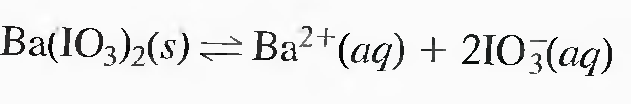 Ba(IO₃)₂(s) ⇌ Ba²⁺(aq) + 2IO₃⁻(aq)